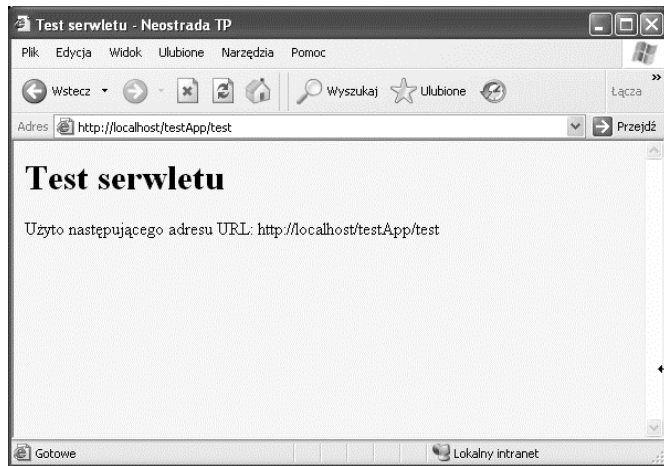 Test serwletu - Neostrada TP
Plik Edycja Widok Ulubione Narzędzia Pomoc
Wstecz Wyszukaj Ulubione Łącza »
Adres http://localhost/testApp/test Przejdź
Test serwletu
Użyto następującego adresu URL: http://localhost/testApp/test
Gotowe Lokalny intranet